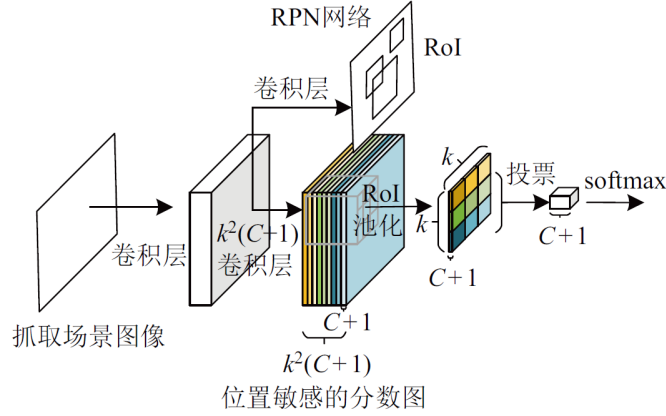 RPN网络
RoI
卷积层
卷积层
k²(C+1)
卷积层
RoI
池化
k
k
投票
softmax
C+1
C+1
C+1
k²(C+1)
抓取场景图像
位置敏感的分数图